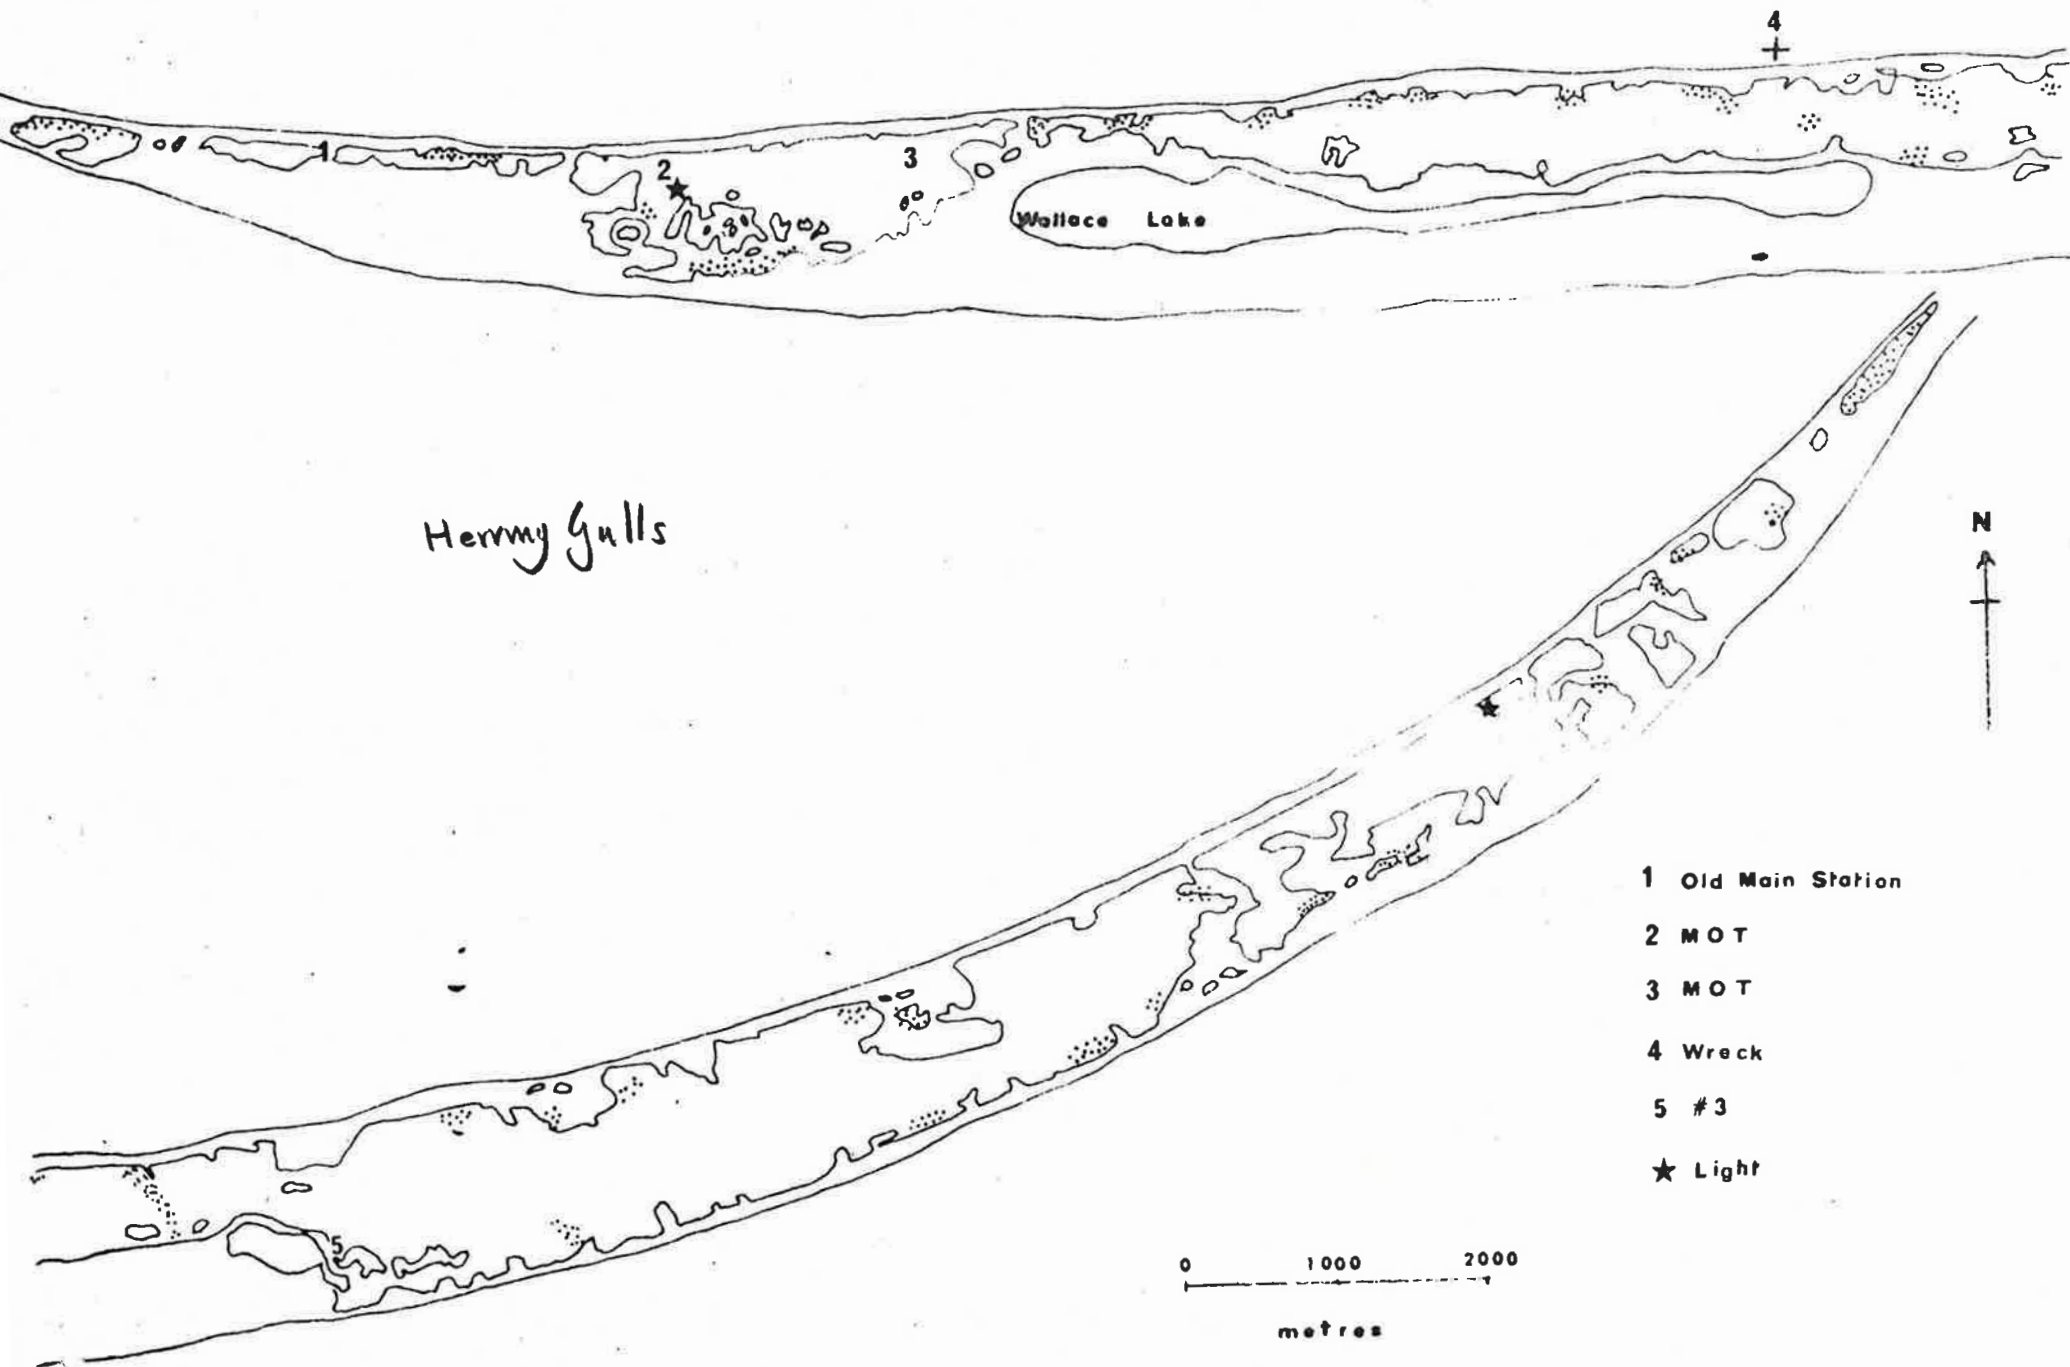 4
1
2
3
Wallace Lake
Herring Gulls
N
1 Old Main Station
2 MOT
3 MOT
4 Wreck
5 #3
★ Light
5
0 1000 2000
metres